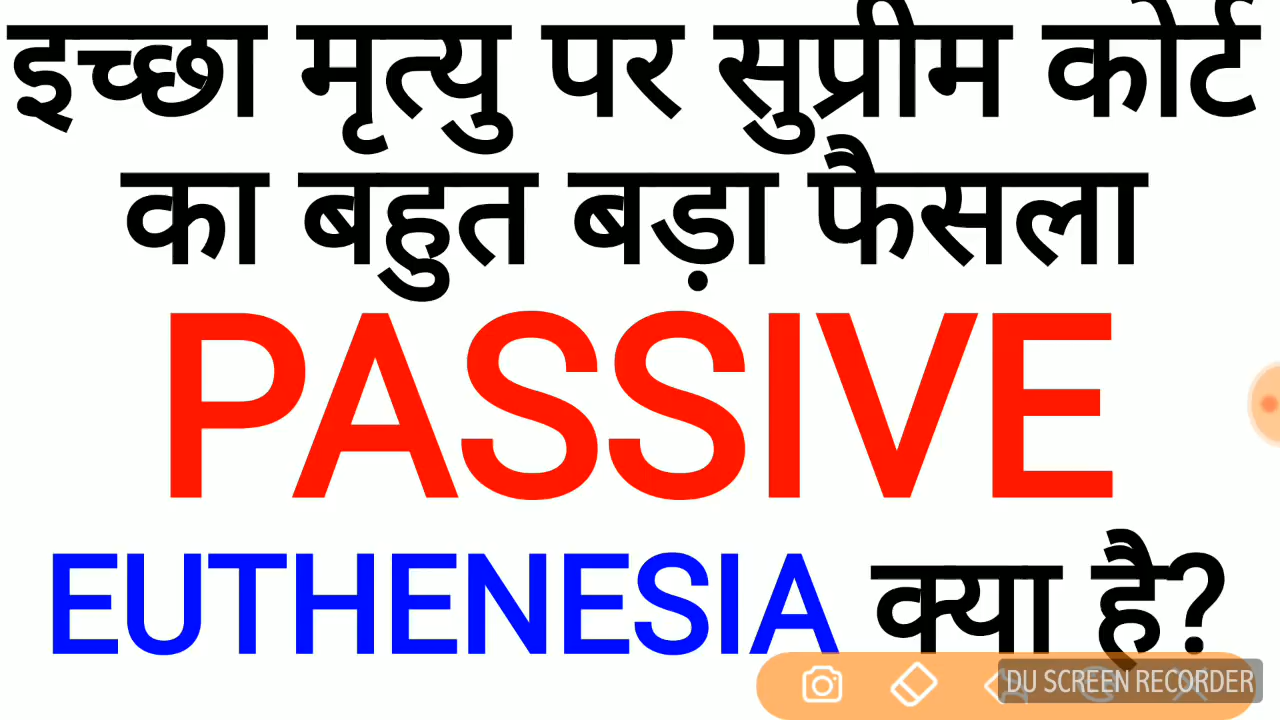 इच्छा मृत्यु पर सुप्रीम कोर्ट
का बहुत बड़ा फैसला
PASSIVE
EUTHENESIA क्या है?
DU SCREEN RECORDER